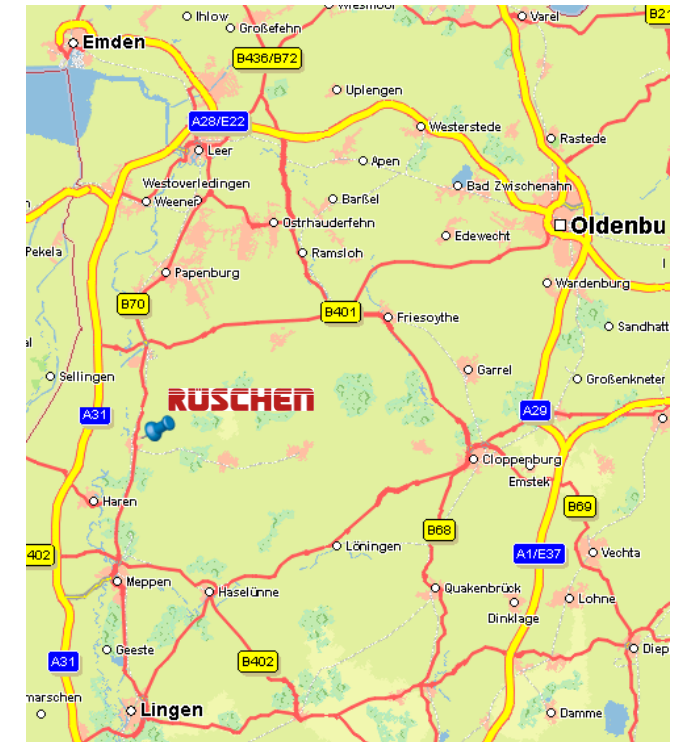 Wiesmoor
Ihlow
Varel
Großefehn
B21
Emden
B436/B72
Uplengen
A28/E22
Westerstede
Rastede
Leer
Apen
Westoverledingen
Bad Zwischenahn
Weener
Barßel
Ostrhauderfehn
Oldenbu
Edewecht
Pekela
Ramsloh
Papenburg
Wardenburg
B70
B401
Friesoythe
Sandhatt
Garrel
Sellingen
Großenkneter
RÜSCHEN
A31
A29
Cloppenburg
Emstek
Haren
B69
B68
Löningen
402
A1/E37
Vechta
Meppen
Haselünne
Quakenbrück
Lohne
Dinklage
Geeste
A31
B402
Diep
marschen
Lingen
Damme